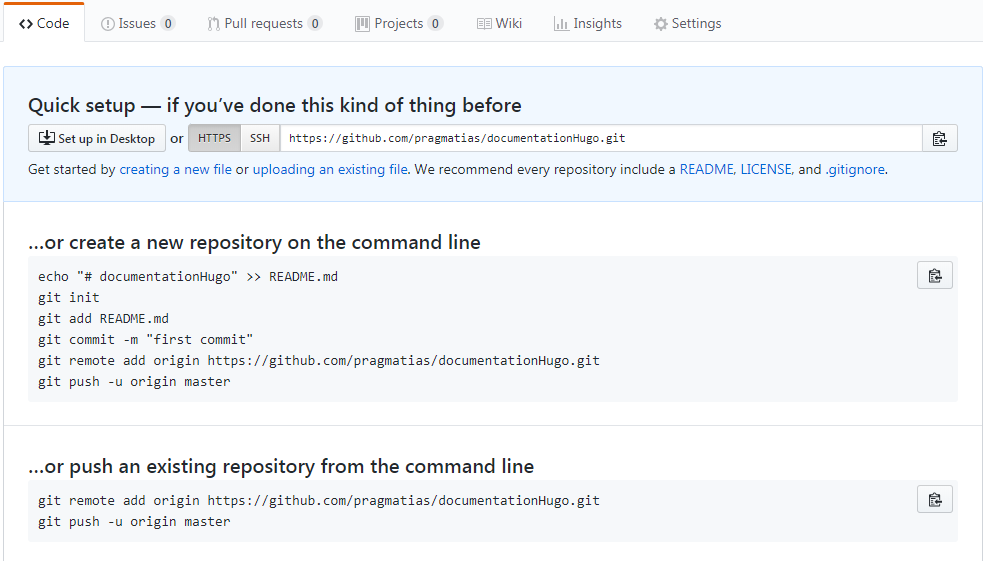 Code Issues 0 Pull requests 0 Projects 0 Wiki Insights Settings
Quick setup — if you’ve done this kind of thing before
Set up in Desktop or HTTPS SSH https://github.com/pragmatias/documentationHugo.git
Get started by creating a new file or uploading an existing file. We recommend every repository include a README, LICENSE, and .gitignore.
…or create a new repository on the command line
echo "# documentationHugo" >> README.md
git init
git add README.md
git commit -m "first commit"
git remote add origin https://github.com/pragmatias/documentationHugo.git
git push -u origin master
…or push an existing repository from the command line
git remote add origin https://github.com/pragmatias/documentationHugo.git
git push -u origin master